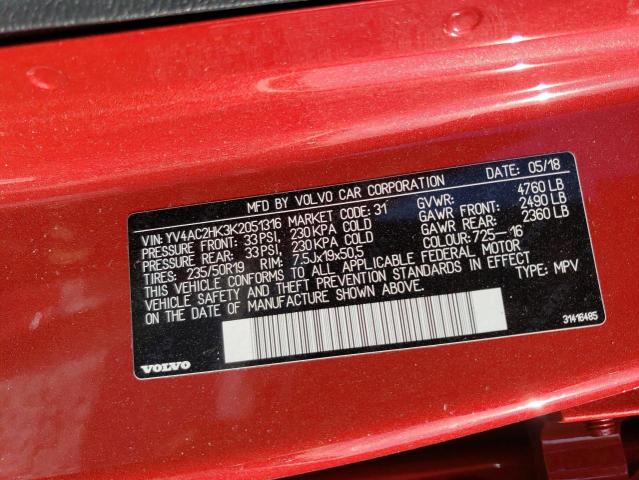 MFD BY VOLVO CAR CORPORATION DATE: 05/18
VIN: YV4AC2HK3K2051316 MARKET CODE: 31 GVWR: 4760 LB
PRESSURE FRONT: 33 PSI, 230 KPA COLD GAWR FRONT: 2490 LB
PRESSURE REAR: 33 PSI, 230 KPA COLD GAWR REAR: 2360 LB
TIRES: 235/50R19 RIM: 7.5Jx19x50,5 COLOUR:725-16
THIS VEHICLE CONFORMS TO ALL APPLICABLE FEDERAL MOTOR
VEHICLE SAFETY AND THEFT PREVENTION STANDARDS IN EFFECT
ON THE DATE OF MANUFACTURE SHOWN ABOVE. TYPE: MPV
31416485
VOLVO